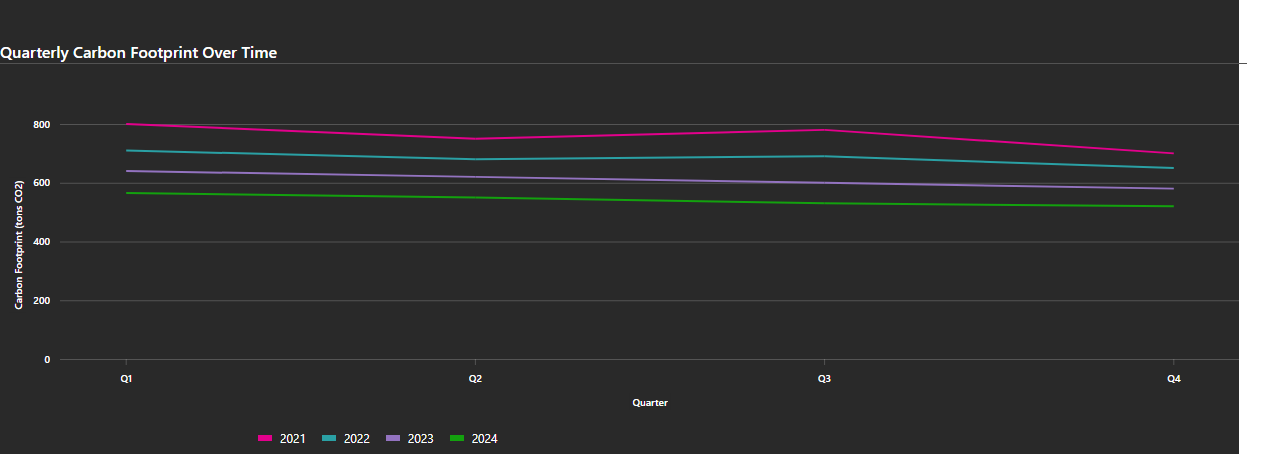 Quarterly Carbon Footprint Over Time
Carbon Footprint (tons CO2)
800
600
400
200
0
Q1 Q2 Q3 Q4
Quarter
2021 2022 2023 2024